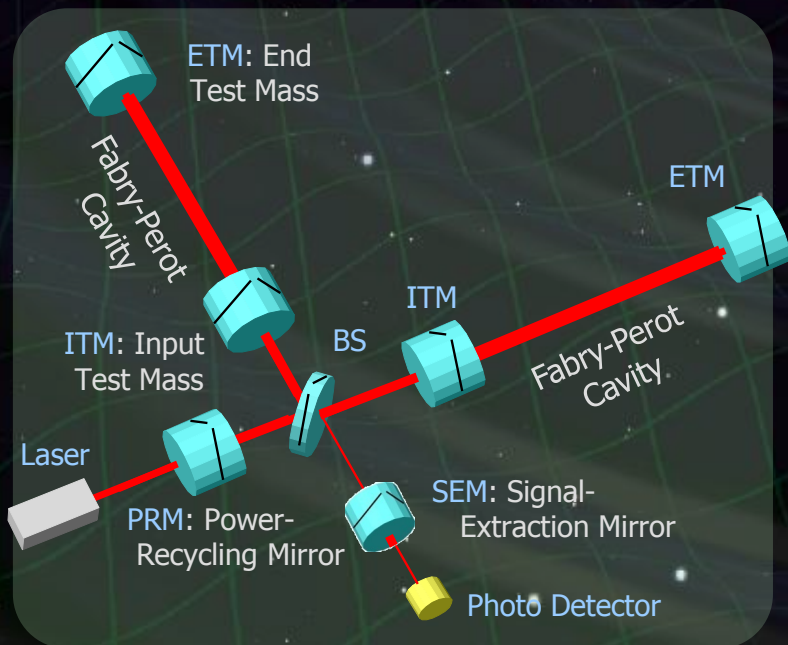 ETM: End
Test Mass
Fabry-Perot
Cavity
ETM
ITM
ITM: Input
Test Mass
BS
Fabry-Perot
Cavity
Laser
PRM: Power-
Recycling Mirror
SEM: Signal-
Extraction Mirror
Photo Detector